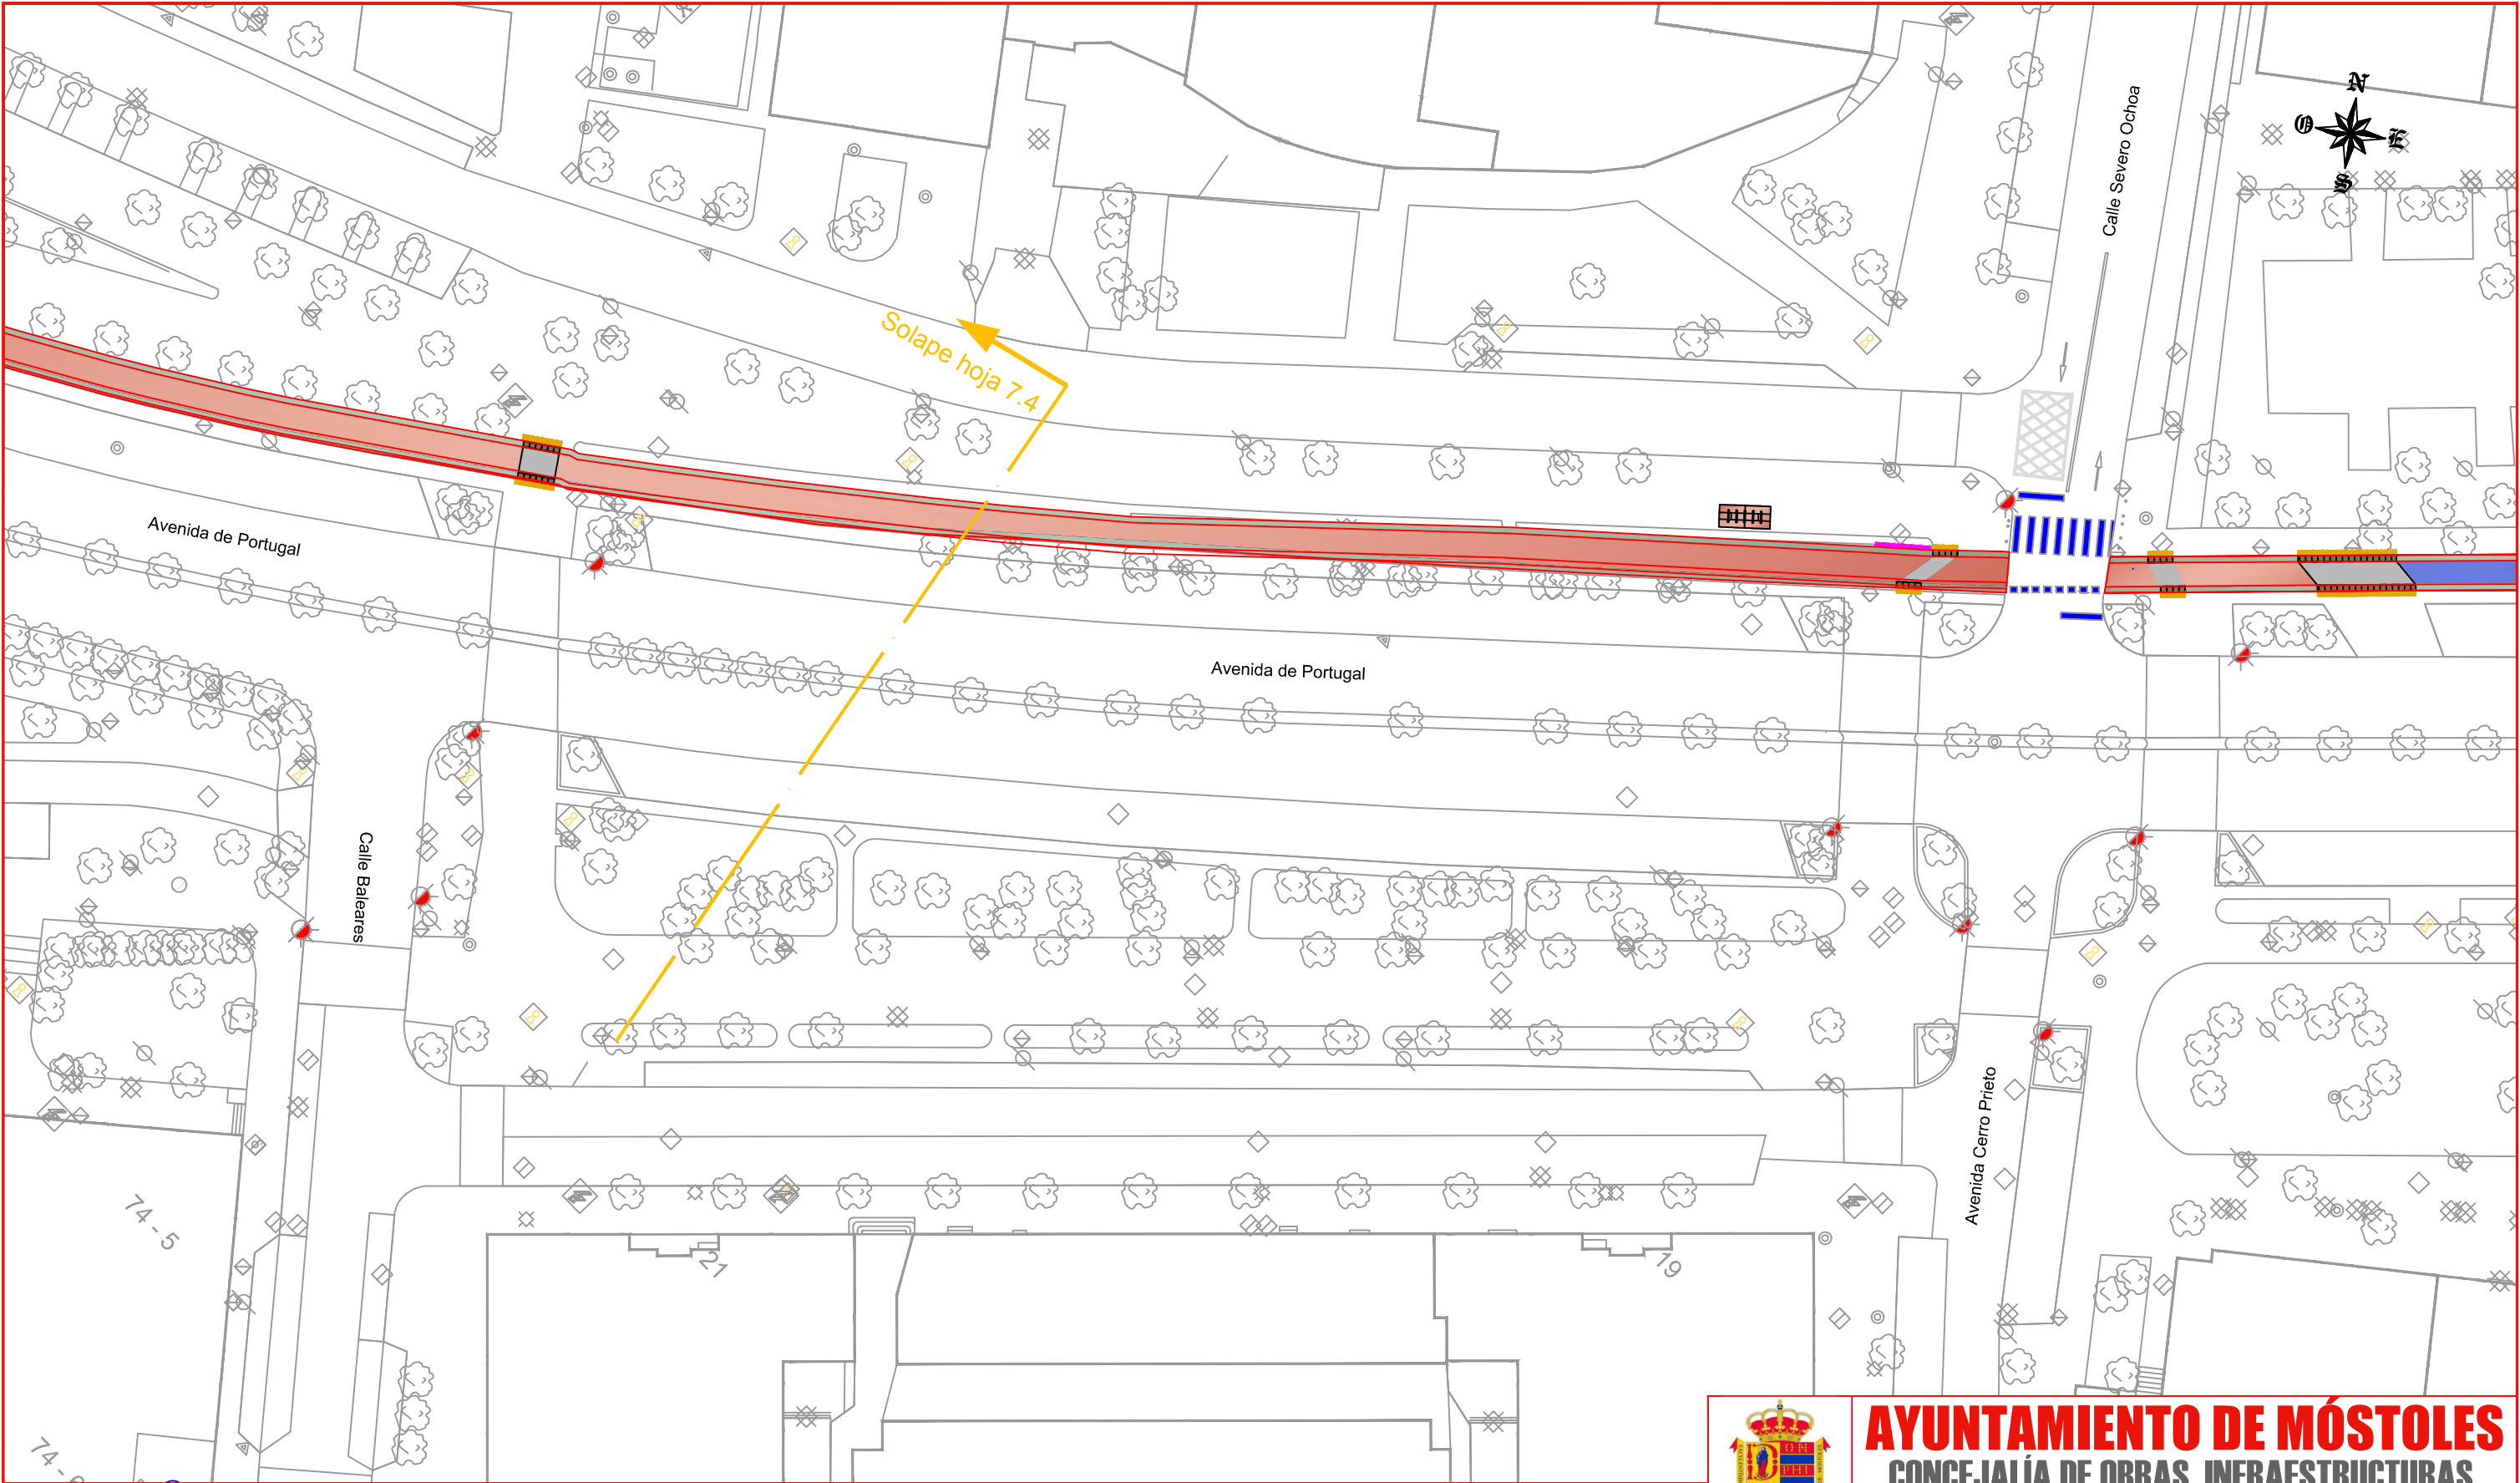 N
O
E
S
Calle Severo Ochoa
Solape hoja 7.4
Avenida de Portugal
Avenida de Portugal
Calle Baleares
Avenida Cerro Prieto
74 - 5
21
19
AYUNTAMIENTO DE MÓSTOLES
CONCEJALÍA DE OBRAS, INFRAESTRUCTURAS